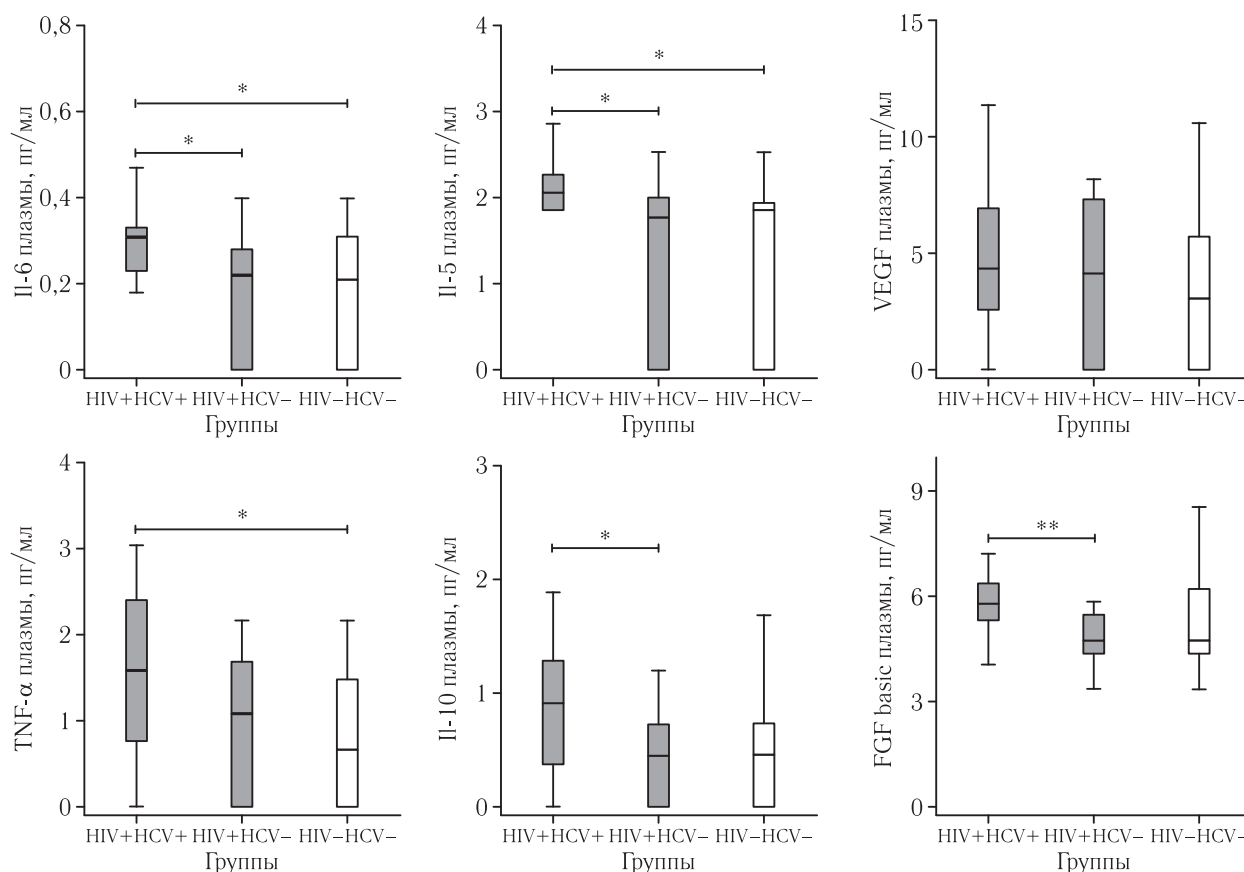 Il-6 плазмы, пг/мл
0,8
0,6
0,4
0,2
0
*
*
HIV+HCV+ HIV+HCV– HIV–HCV–
Группы
Il-5 плазмы, пг/мл
4
3
2
1
0
*
*
HIV+HCV+ HIV+HCV– HIV–HCV–
Группы
VEGF плазмы, пг/мл
15
10
5
0
HIV+HCV+ HIV+HCV– HIV–HCV–
Группы
TNF-α плазмы, пг/мл
4
3
2
1
0
*
HIV+HCV+ HIV+HCV– HIV–HCV–
Группы
Il-10 плазмы, пг/мл
3
2
1
0
*
HIV+HCV+ HIV+HCV– HIV–HCV–
Группы
FGF basic плазмы, пг/мл
9
6
3
0
**
HIV+HCV+ HIV+HCV– HIV–HCV–
Группы